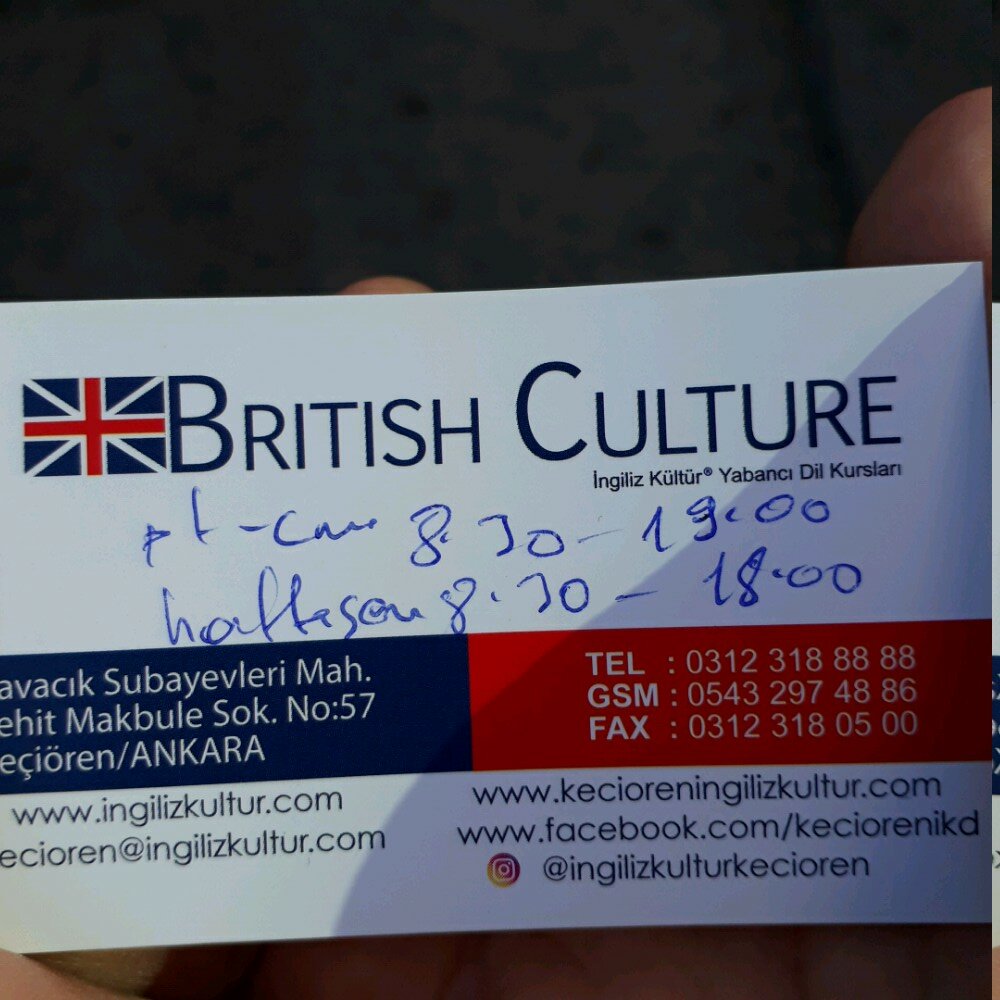 BRITISH CULTURE
İngiliz Kültür® Yabancı Dil Kursları
pt-cum 8.30-19.00
haftasonu 8.30 - 18.00
avacık Subayevleri Mah.
ehit Makbule Sok. No:57
eçiören/ANKARA
TEL : 0312 318 88 88
GSM : 0543 297 48 86
FAX : 0312 318 05 00
www.ingilizkultur.com
ecioren@ingilizkultur.com
www.kecioreningilizkultur.com
www.facebook.com/keciorenikd
@ingilizkulturkecioren